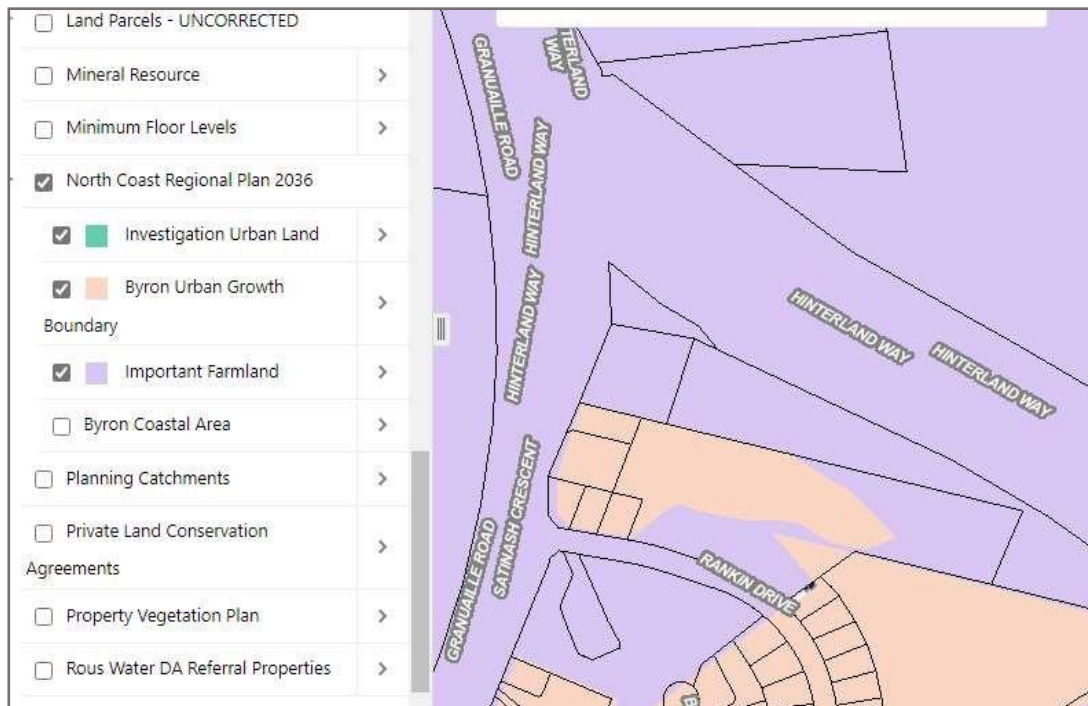 Land Parcels - UNCORRECTED
Mineral Resource
Minimum Floor Levels
North Coast Regional Plan 2036
Investigation Urban Land
Byron Urban Growth
Boundary
Important Farmland
Byron Coastal Area
Planning Catchments
Private Land Conservation
Agreements
Property Vegetation Plan
Rous Water DA Referral Properties
WAY
GRANUAILLE ROAD
HINTERLAND WAY
HINTERLAND WAY
HINTERLAND WAY
HINTERLAND WAY
SATINASH CRESCENT
GRANUAILLE ROAD
RANKIN DRIVE